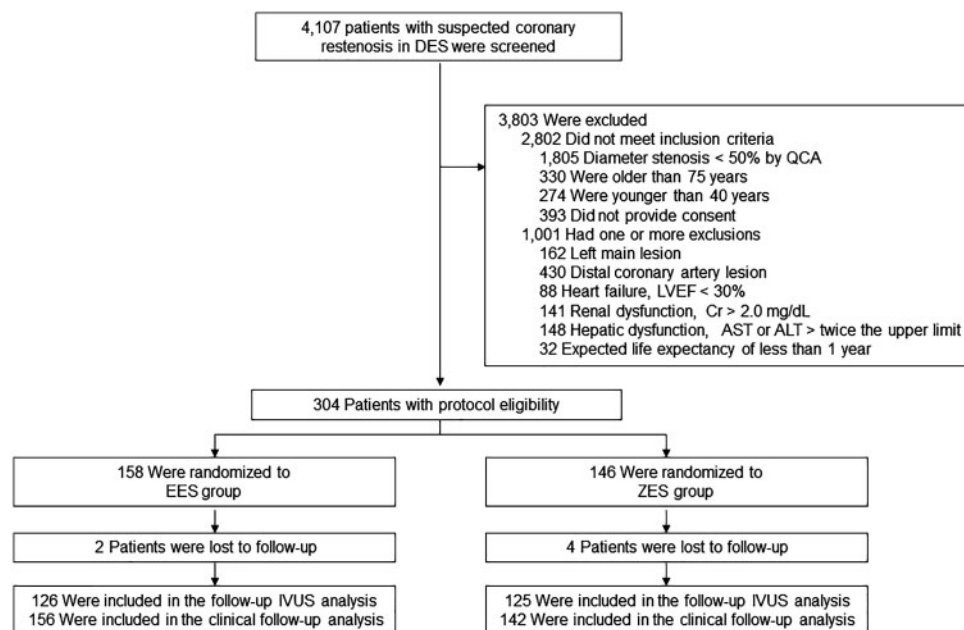 4,107 patients with suspected coronary
restenosis in DES were screened
3,803 Were excluded
2,802 Did not meet inclusion criteria
1,805 Diameter stenosis < 50% by QCA
330 Were older than 75 years
274 Were younger than 40 years
393 Did not provide consent
1,001 Had one or more exclusions
162 Left main lesion
430 Distal coronary artery lesion
88 Heart failure, LVEF < 30%
141 Renal dysfunction, Cr > 2.0 mg/dL
148 Hepatic dysfunction, AST or ALT > twice the upper limit
32 Expected life expectancy of less than 1 year
304 Patients with protocol eligibility
158 Were randomized to
EES group
146 Were randomized to
ZES group
2 Patients were lost to follow-up
4 Patients were lost to follow-up
126 Were included in the follow-up IVUS analysis
156 Were included in the clinical follow-up analysis
125 Were included in the follow-up IVUS analysis
142 Were included in the clinical follow-up analysis